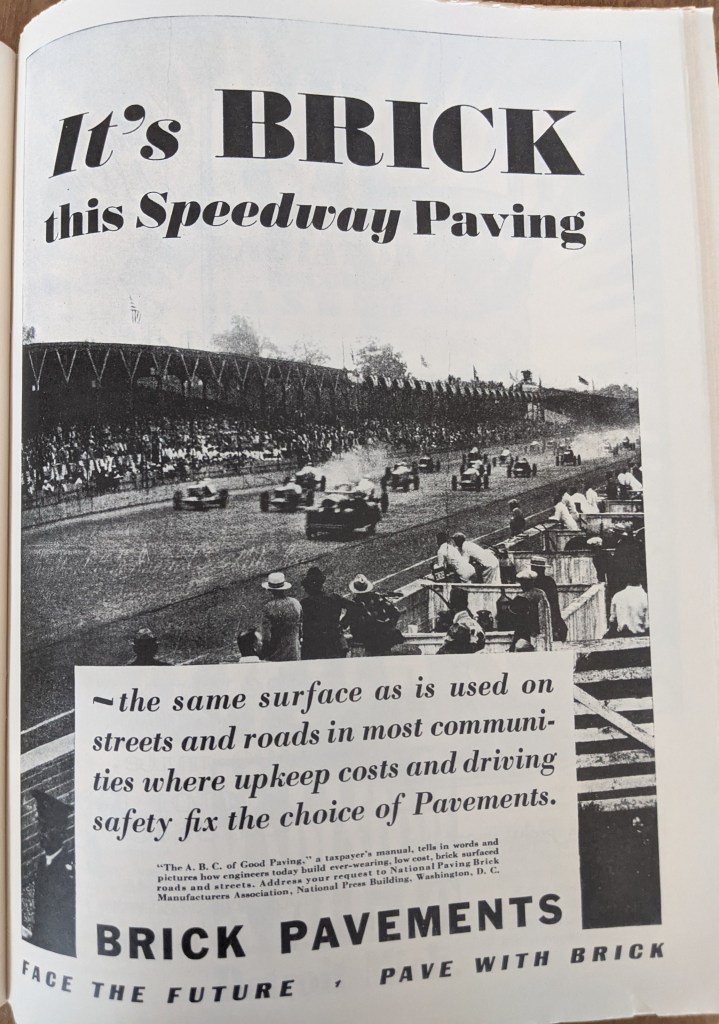 It's BRICK
this Speedway Paving
~the same surface as is used on
streets and roads in most communi-
ties where upkeep costs and driving
safety fix the choice of Pavements.
"The A. B. C. of Good Paving," a taxpayer's manual, tells in words and
pictures how engineers today build ever-wearing, low cost, brick surfaced
roads and streets. Address your request to National Paving Brick
Manufacturers Association, National Press Building, Washington, D. C.
BRICK PAVEMENTS
FACE THE FUTURE , PAVE WITH BRICK